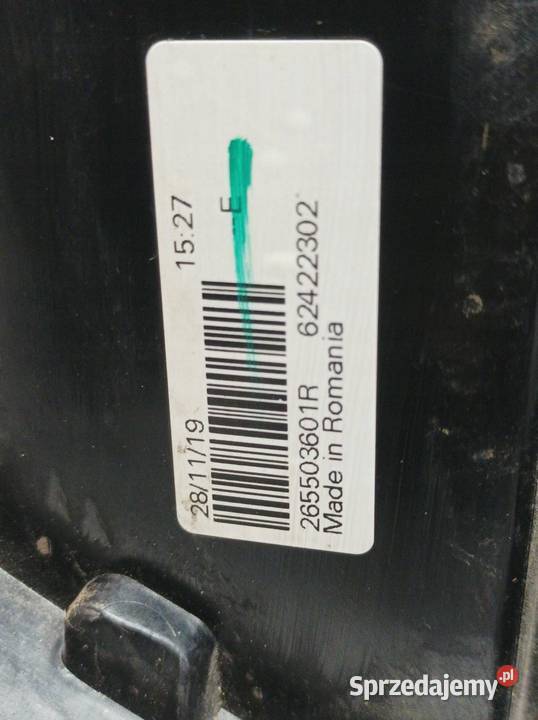 28/11/19 15:27
E
265503601R 62422302
Made in Romania
Sprzedajemy.pl